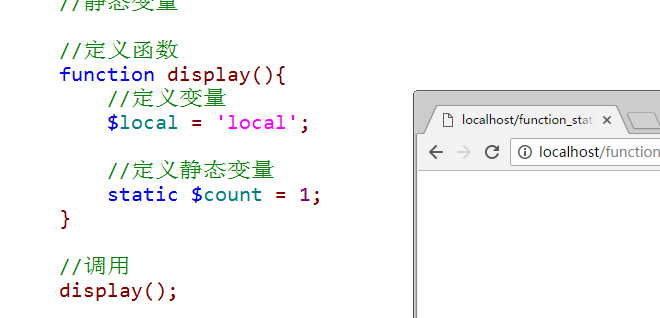 //静态变量
//定义函数
function display(){
//定义变量
$local = 'local';
//定义静态变量
static $count = 1;
}
//调用
display();
localhost/function_stat
localhost/function